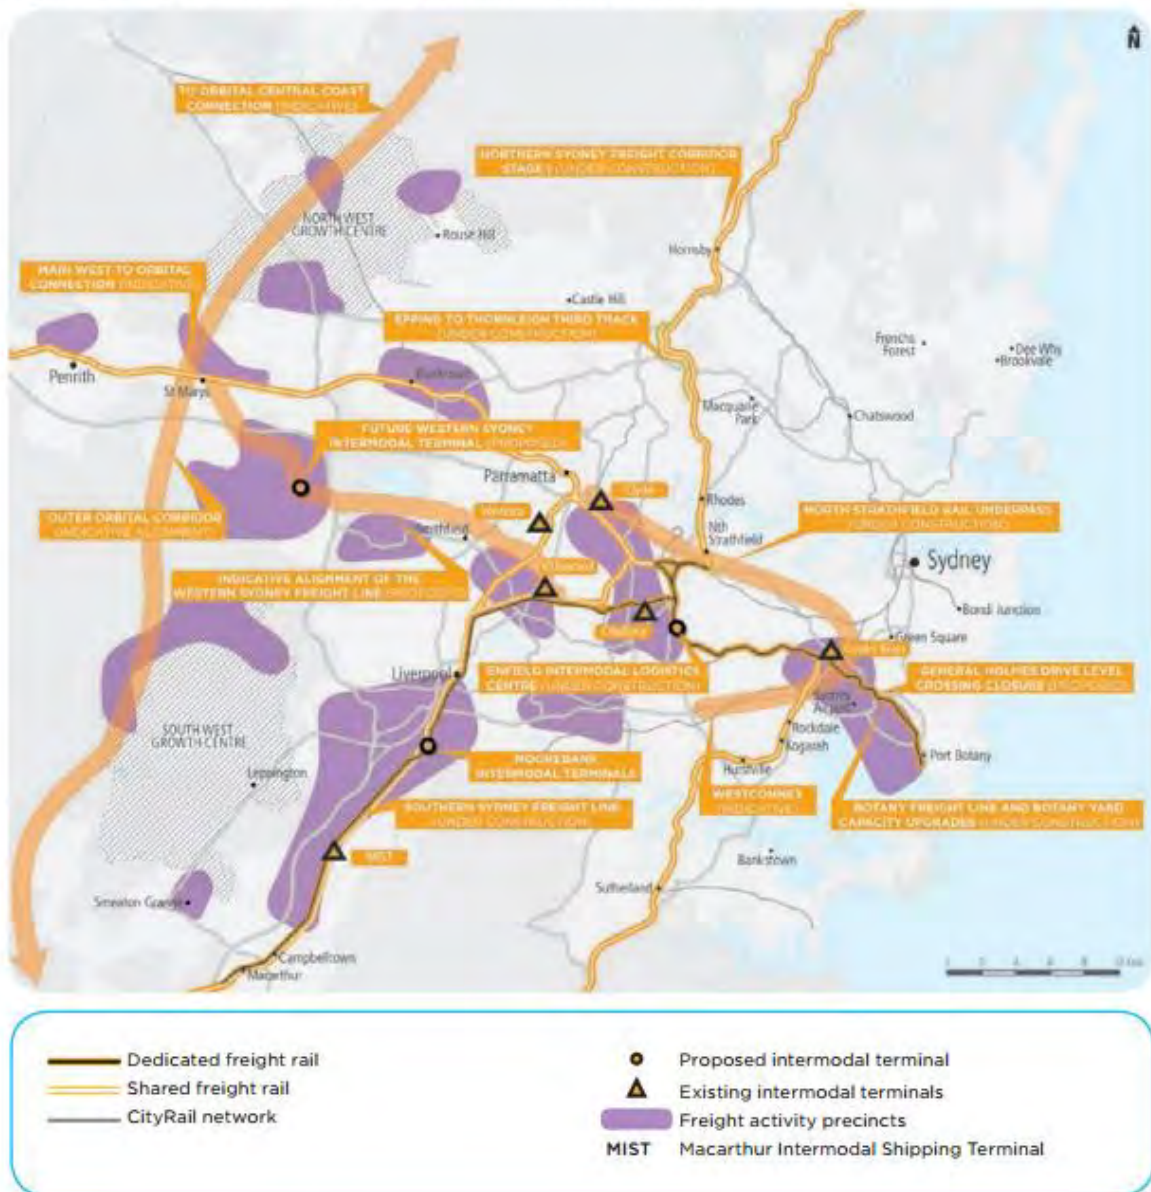 N
M7 ORBITAL CENTRAL COAST
CONNECTION (INDICATIVE)
NORTHERN SYDNEY FREIGHT CORRIDOR
STAGE 1 (UNDER CONSTRUCTION)
NORTH WEST
GROWTH CENTRE
Rouse Hill
Hornsby
MAIN WEST TO ORBITAL
CONNECTION (INDICATIVE)
Castle Hill
EPPING TO THORNLEIGH THIRD TRACK
(UNDER CONSTRUCTION)
Frenchs
Forest
Dee Why
Brookvale
Penrith
St Marys
Blacktown
Macquarie
Park
Chatswood
FUTURE WESTERN SYDNEY
INTERMODAL TERMINAL (PROPOSED)
Parramatta
Clyde
Rhodes
OUTER ORBITAL CORRIDOR
(INDICATIVE ALIGNMENT)
Smithfield
Nth
Strathfield
NORTH STRATHFIELD RAIL UNDERPASS
(UNDER CONSTRUCTION)
Sydney
INDICATIVE ALIGNMENT OF THE
WESTERN SYDNEY FREIGHT LINE (PROPOSED)
Bondi Junction
Green Square
Liverpool
ENFIELD INTERMODAL LOGISTICS
CENTRE (UNDER CONSTRUCTION)
GENERAL HOLMES DRIVE LEVEL
CROSSING CLOSURE (PROPOSED)
Sydney
Airport
SOUTH WEST
GROWTH CENTRE
Rockdale
Kogarah
Port Botany
Leppington
MOOREBANK
INTERMODAL TERMINALS
Hurstville
SOUTHERN SYDNEY FREIGHT LINE
(UNDER CONSTRUCTION)
WESTCONNEX
(INDICATIVE)
BOTANY FREIGHT LINE AND BOTANY YARD
CAPACITY UPGRADES (UNDER CONSTRUCTION)
MIST
Bankstown
Sutherland
Smeaton Grange
Campbelltown
Macarthur
Dedicated freight rail
Shared freight rail
CityRail network
Proposed intermodal terminal
Existing intermodal terminals
Freight activity precincts
MIST Macarthur Intermodal Shipping Terminal